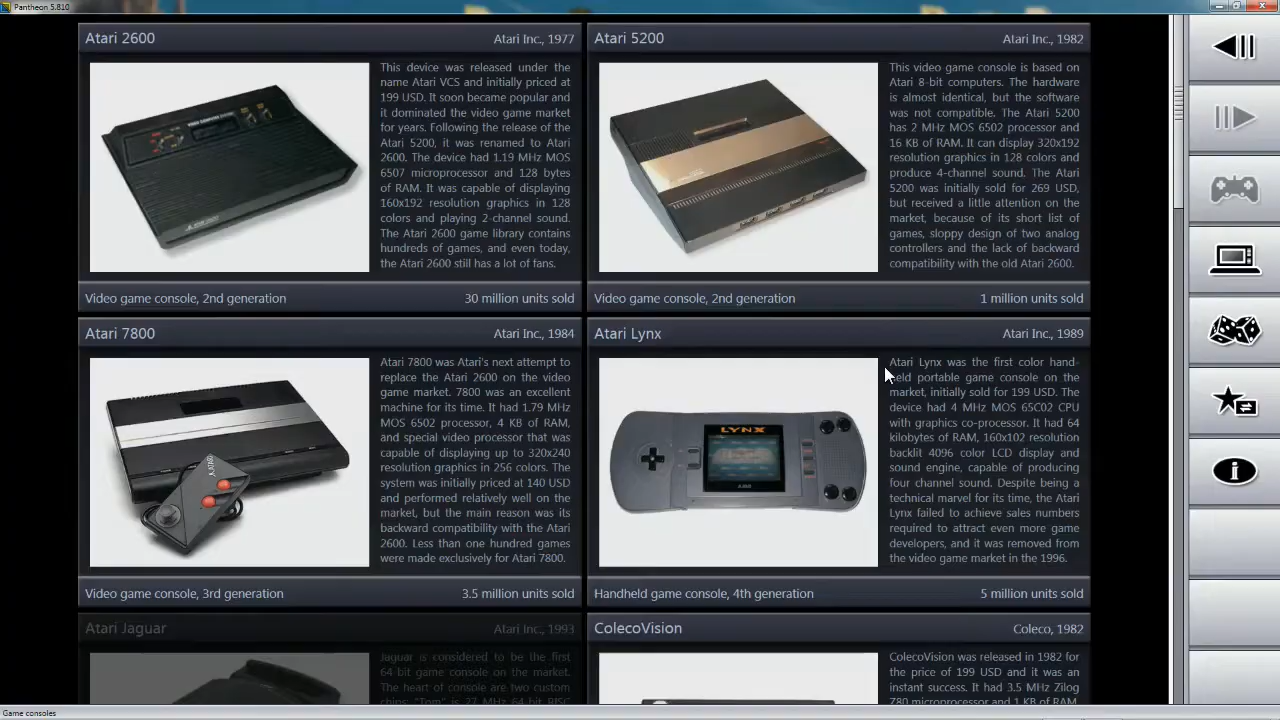 Pantheon 5.810
Atari 2600
Atari Inc., 1977
This device was released under the
name Atari VCS and initially priced at
199 USD. It soon became popular and
it dominated the video game market
for years. Following the release of the
Atari 5200, it was renamed to Atari
2600. The device had 1.19 MHz MOS
6507 microprocessor and 128 bytes
of RAM. It was capable of displaying
160x192 resolution graphics in 128
colors and playing 2-channel sound.
The Atari 2600 game library contains
hundreds of games, and even today,
the Atari 2600 still has a lot of fans.
Video game console, 2nd generation
30 million units sold
Atari 5200
Atari Inc., 1982
This video game console is based on
Atari 8-bit computers. The hardware
is almost identical, but the software
was not compatible. The Atari 5200
has 2 MHz MOS 6502 processor and
16 KB of RAM. It can display 320x192
resolution graphics in 128 colors and
produce 4-channel sound. The Atari
5200 was initially sold for 269 USD,
but received a little attention on the
market, because of its short list of
games, sloppy design of two analog
controllers and the lack of backward
compatibility with the old Atari 2600.
Video game console, 2nd generation
1 million units sold
Atari 7800
Atari Inc., 1984
Atari 7800 was Atari's next attempt to
replace the Atari 2600 on the video
game market. 7800 was an excellent
machine for its time. It had 1.79 MHz
MOS 6502 processor, 4 KB of RAM,
and special video processor that was
capable of displaying up to 320x240
resolution graphics in 256 colors. The
system was initially priced at 140 USD
and performed relatively well on the
market, but the main reason was its
backward compatibility with the Atari
2600. Less than one hundred games
were made exclusively for Atari 7800.
Video game console, 3rd generation
3.5 million units sold
Atari Lynx
Atari Inc., 1989
LYNX
Atari Lynx was the first color hand-
held portable game console on the
market, initially sold for 199 USD. The
device had 4 MHz MOS 65C02 CPU
with graphics co-processor. It had 64
kilobytes of RAM, 160x102 resolution
backlit 4096 color LCD display and
sound engine, capable of producing
four channel sound. Despite being a
technical marvel for its time, the Atari
Lynx failed to achieve sales numbers
required to attract even more game
developers, and it was removed from
the video game market in the 1996.
Handheld game console, 4th generation
5 million units sold
Atari Jaguar
Atari Inc., 1993
Jaguar is considered to be the first
64 bit game console on the market.
The heart of console are two custom
chips: "Tom" is 27 MHz 64 bit RISC
ColecoVision
Coleco, 1982
ColecoVision was released in 1982 for
the price of 199 USD and it was an
instant success. It had 3.5 MHz Zilog
Z80 microprocessor and 1 KB of RAM.
Game consoles